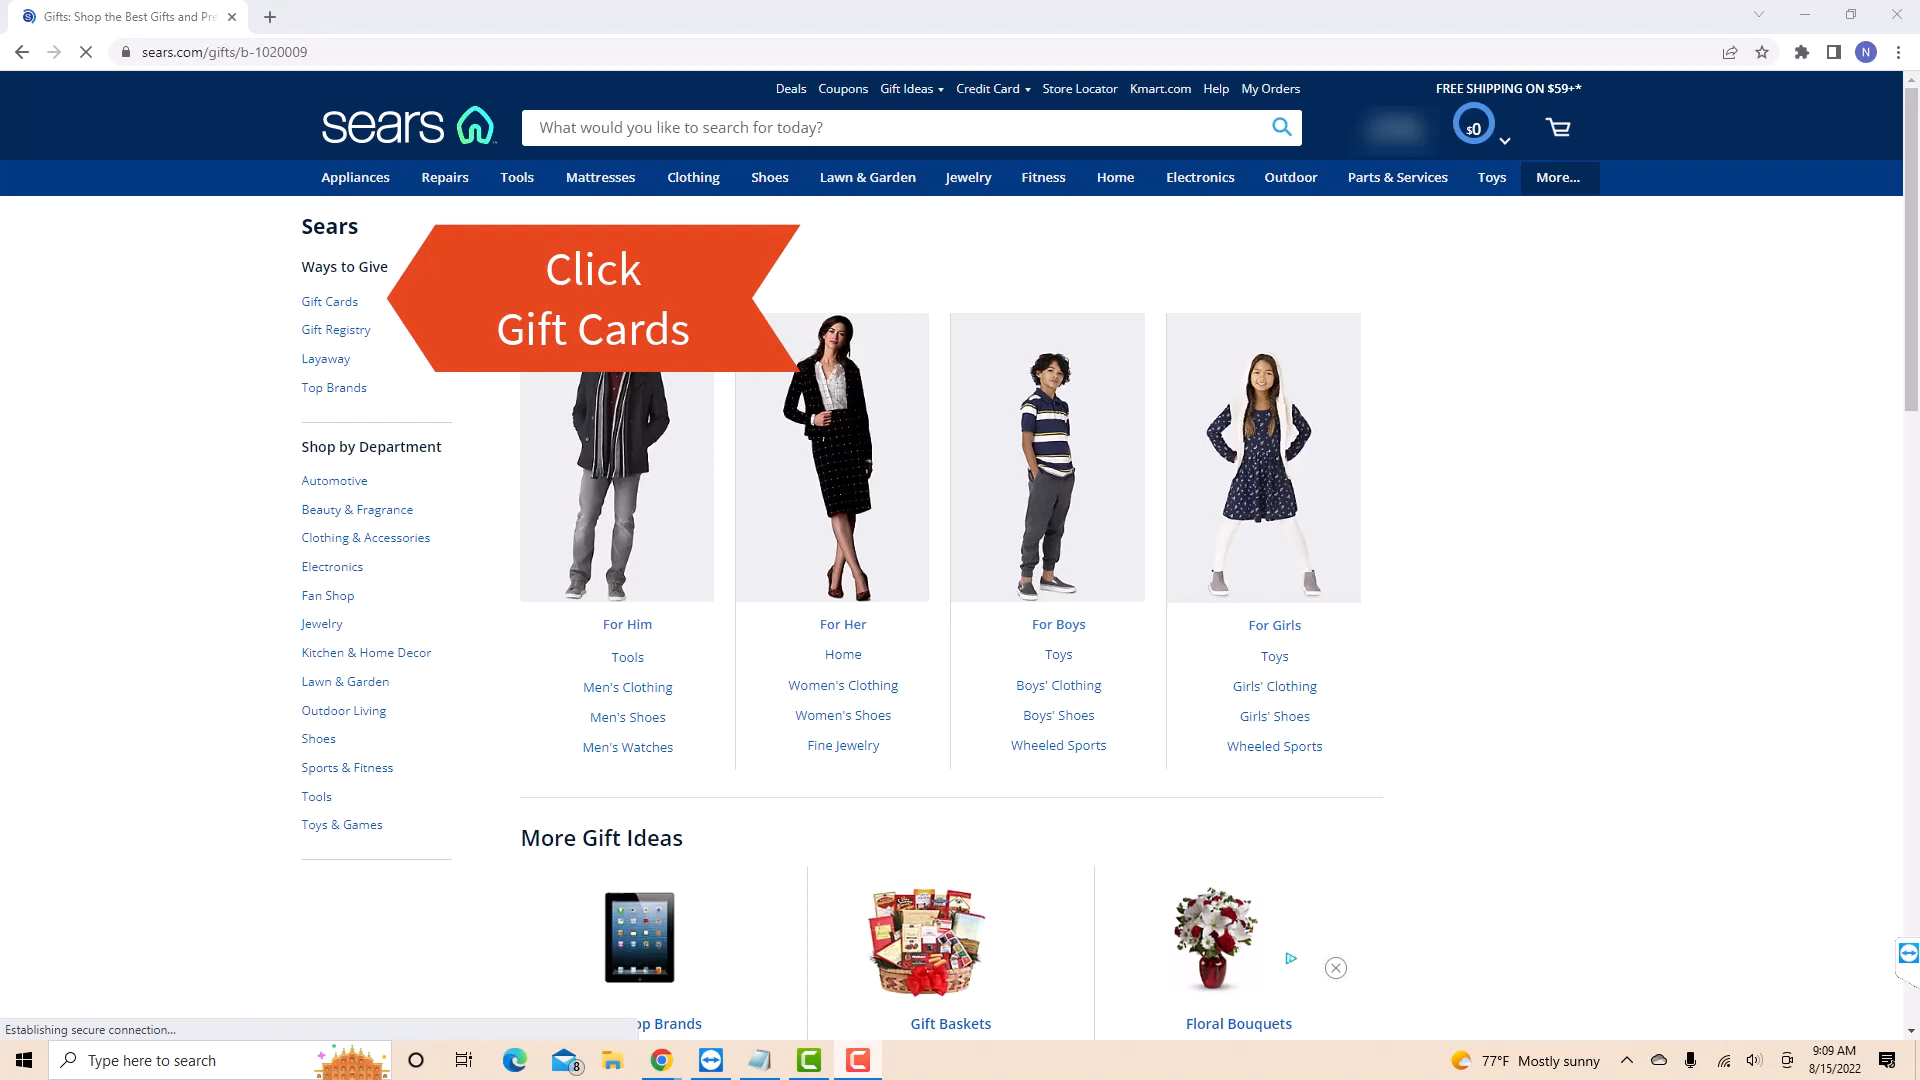 Gifts: Shop the Best Gifts and Pre
sears.com/gifts/b-1020009
N
Deals
Coupons
Gift Ideas
Credit Card
Store Locator
Kmart.com
Help
My Orders
FREE SHIPPING ON $59+*
sears
What would you like to search for today?
$0
Appliances
Repairs
Tools
Mattresses
Clothing
Shoes
Lawn & Garden
Jewelry
Fitness
Home
Electronics
Outdoor
Parts & Services
Toys
More...
Sears
Ways to Give
Gift Cards
Gift Registry
Layaway
Top Brands
Click
Gift Cards
Shop by Department
Automotive
Beauty & Fragrance
Clothing & Accessories
Electronics
Fan Shop
Jewelry
Kitchen & Home Decor
Lawn & Garden
Outdoor Living
Shoes
Sports & Fitness
Tools
Toys & Games
For Him
Tools
Men's Clothing
Men's Shoes
Men's Watches
For Her
Home
Women's Clothing
Women's Shoes
Fine Jewelry
For Boys
Toys
Boys' Clothing
Boys' Shoes
Wheeled Sports
For Girls
Toys
Girls' Clothing
Girls' Shoes
Wheeled Sports
More Gift Ideas
op Brands
Gift Baskets
Floral Bouquets
Establishing secure connection...
Type here to search
8
77°F Mostly sunny
9:09 AM
8/15/2022